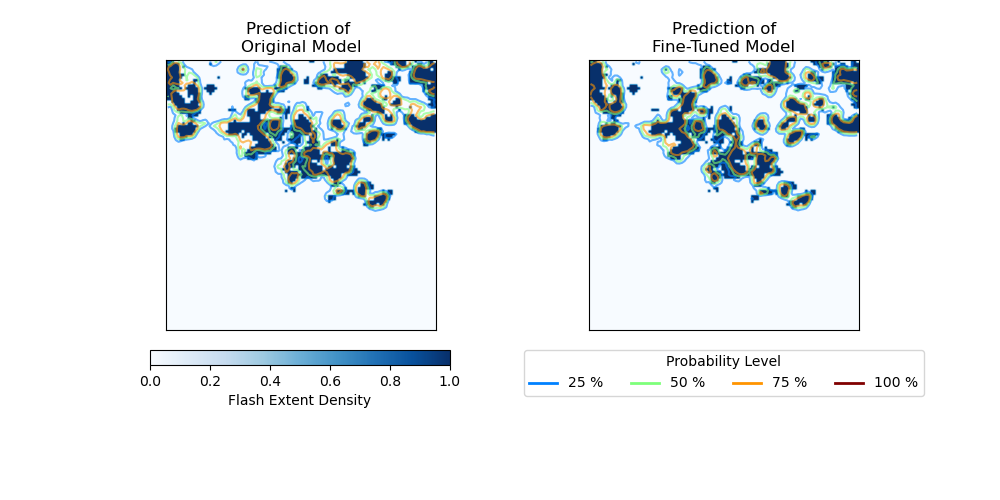 Prediction of
Original Model
Prediction of
Fine-Tuned Model
0.0 0.2 0.4 0.6 0.8 1.0
Flash Extent Density
Probability Level
25 % 50 % 75 % 100 %